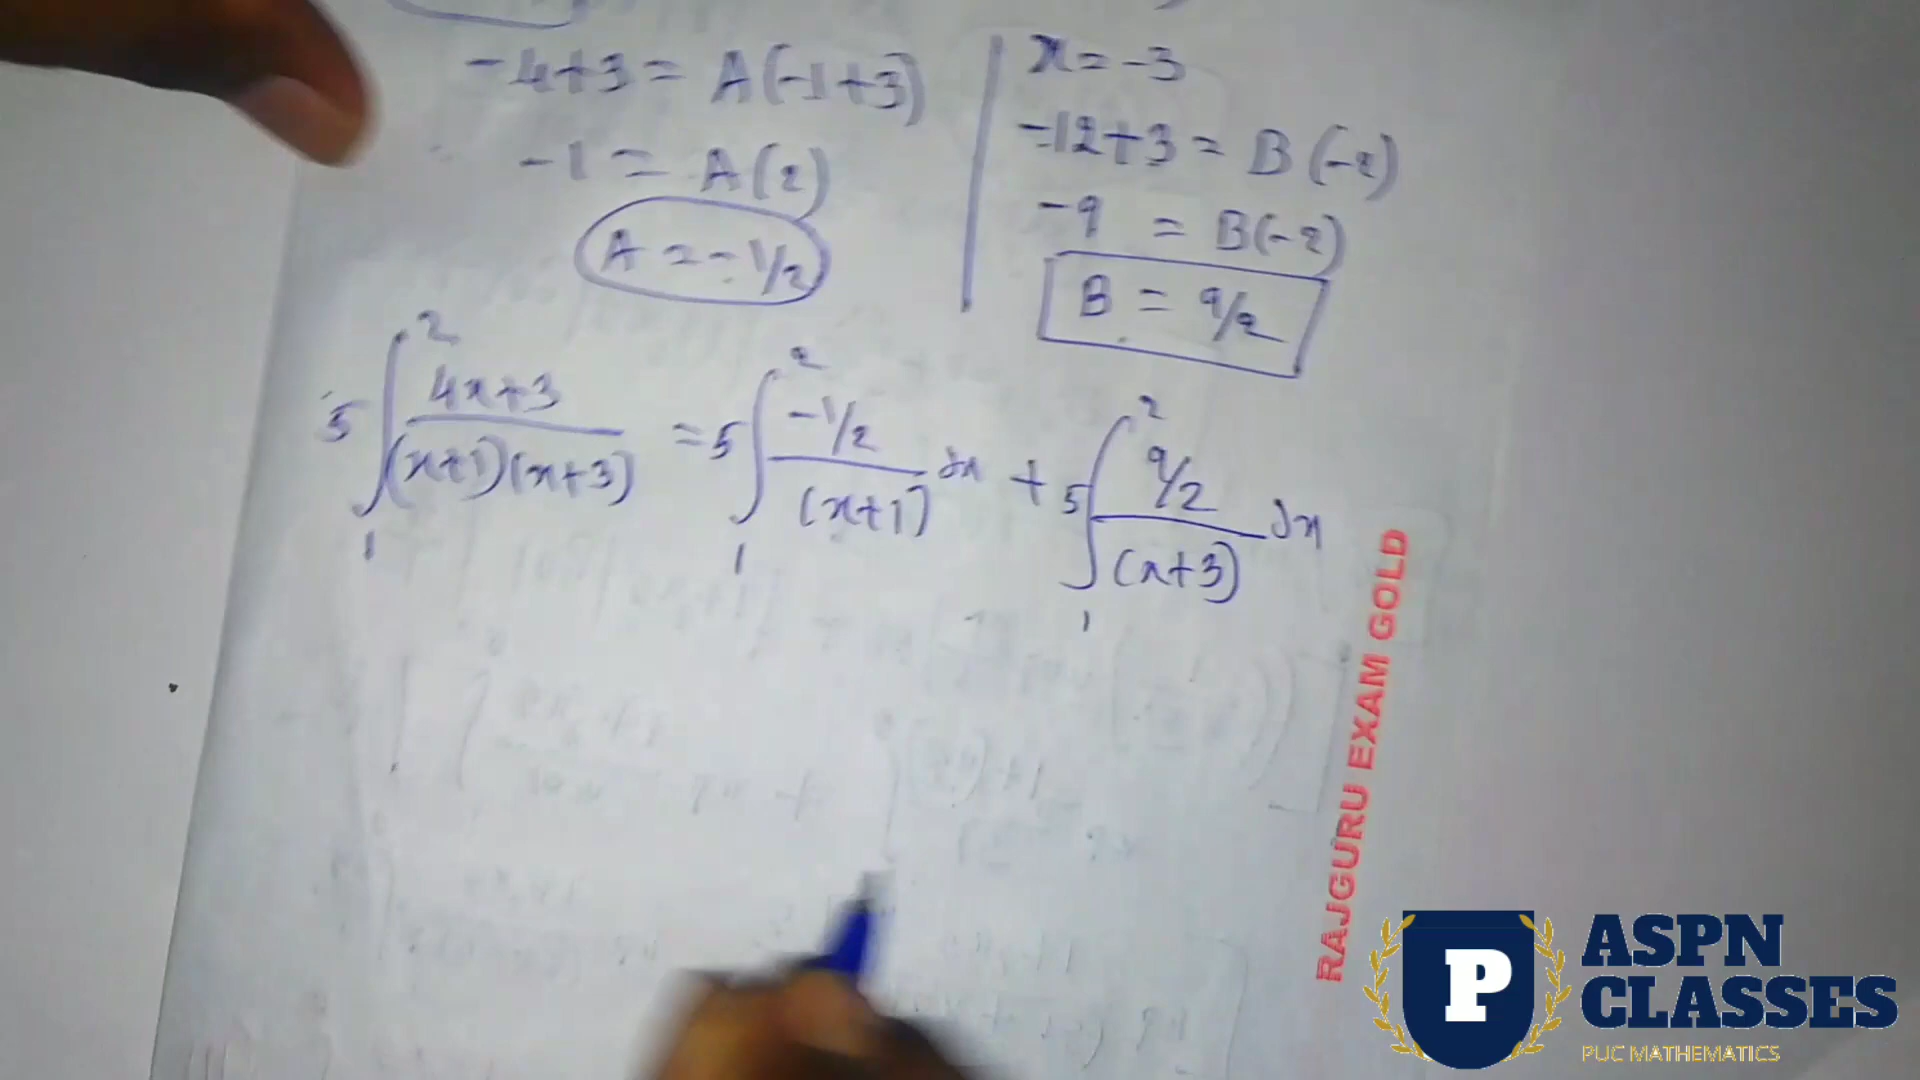 -4+3 = A(-1+3)
-1 = A(2)
A = -1/2
x = -3
-12+3 = B(-2)
-9 = B(-2)
B = 9/2
5 ∫₁² 4x+3 / (x+1)(x+3) = 5 ∫₁² -1/2 / (x+1) dx + 5 ∫₁² 9/2 / (x+3) dx
RAJGURU EXAM GOLD
P
ASPN
CLASSES
PUC MATHEMATICS